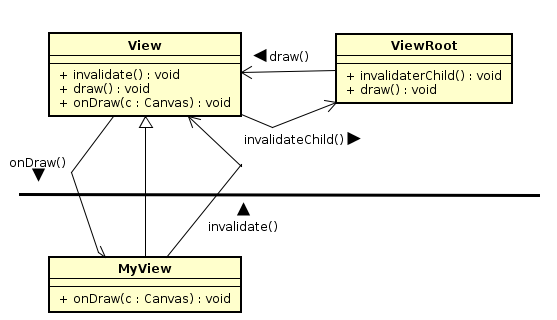 View
+ invalidate() : void
+ draw() : void
+ onDraw(c : Canvas) : void
draw()
ViewRoot
+ invalidaterChild() : void
+ draw() : void
invalidateChild()
onDraw()
invalidate()
MyView
+ onDraw(c : Canvas) : void